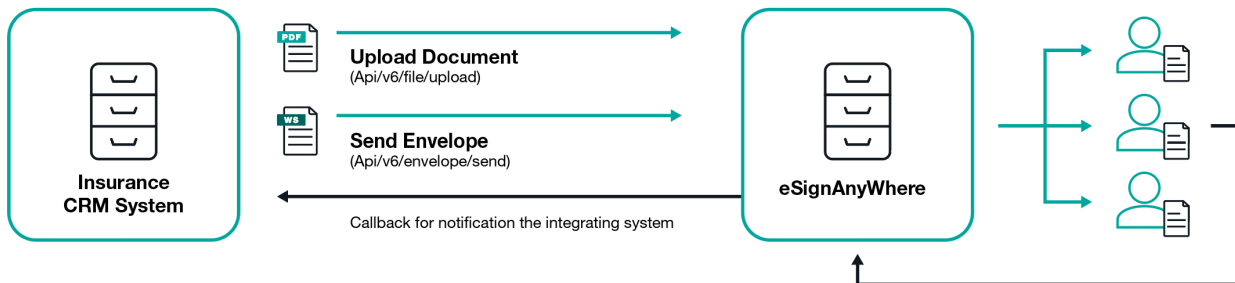 PDF
Upload Document
(Api/v6/file/upload)
WS
Send Envelope
(Api/v6/envelope/send)
Insurance
CRM System
Callback for notification the integrating system
eSignAnyWhere